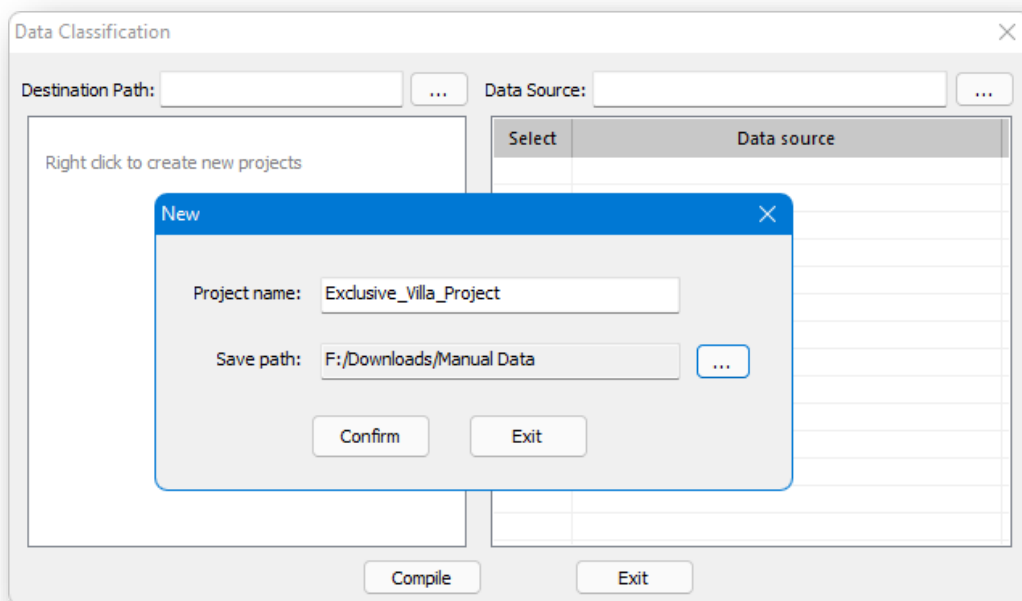 Data Classification
Destination Path: ... Data Source: ...
Select Data source
Right click to create new projects
New
Project name: Exclusive_Villa_Project
Save path: F:/Downloads/Manual Data ...
Confirm Exit
Compile Exit